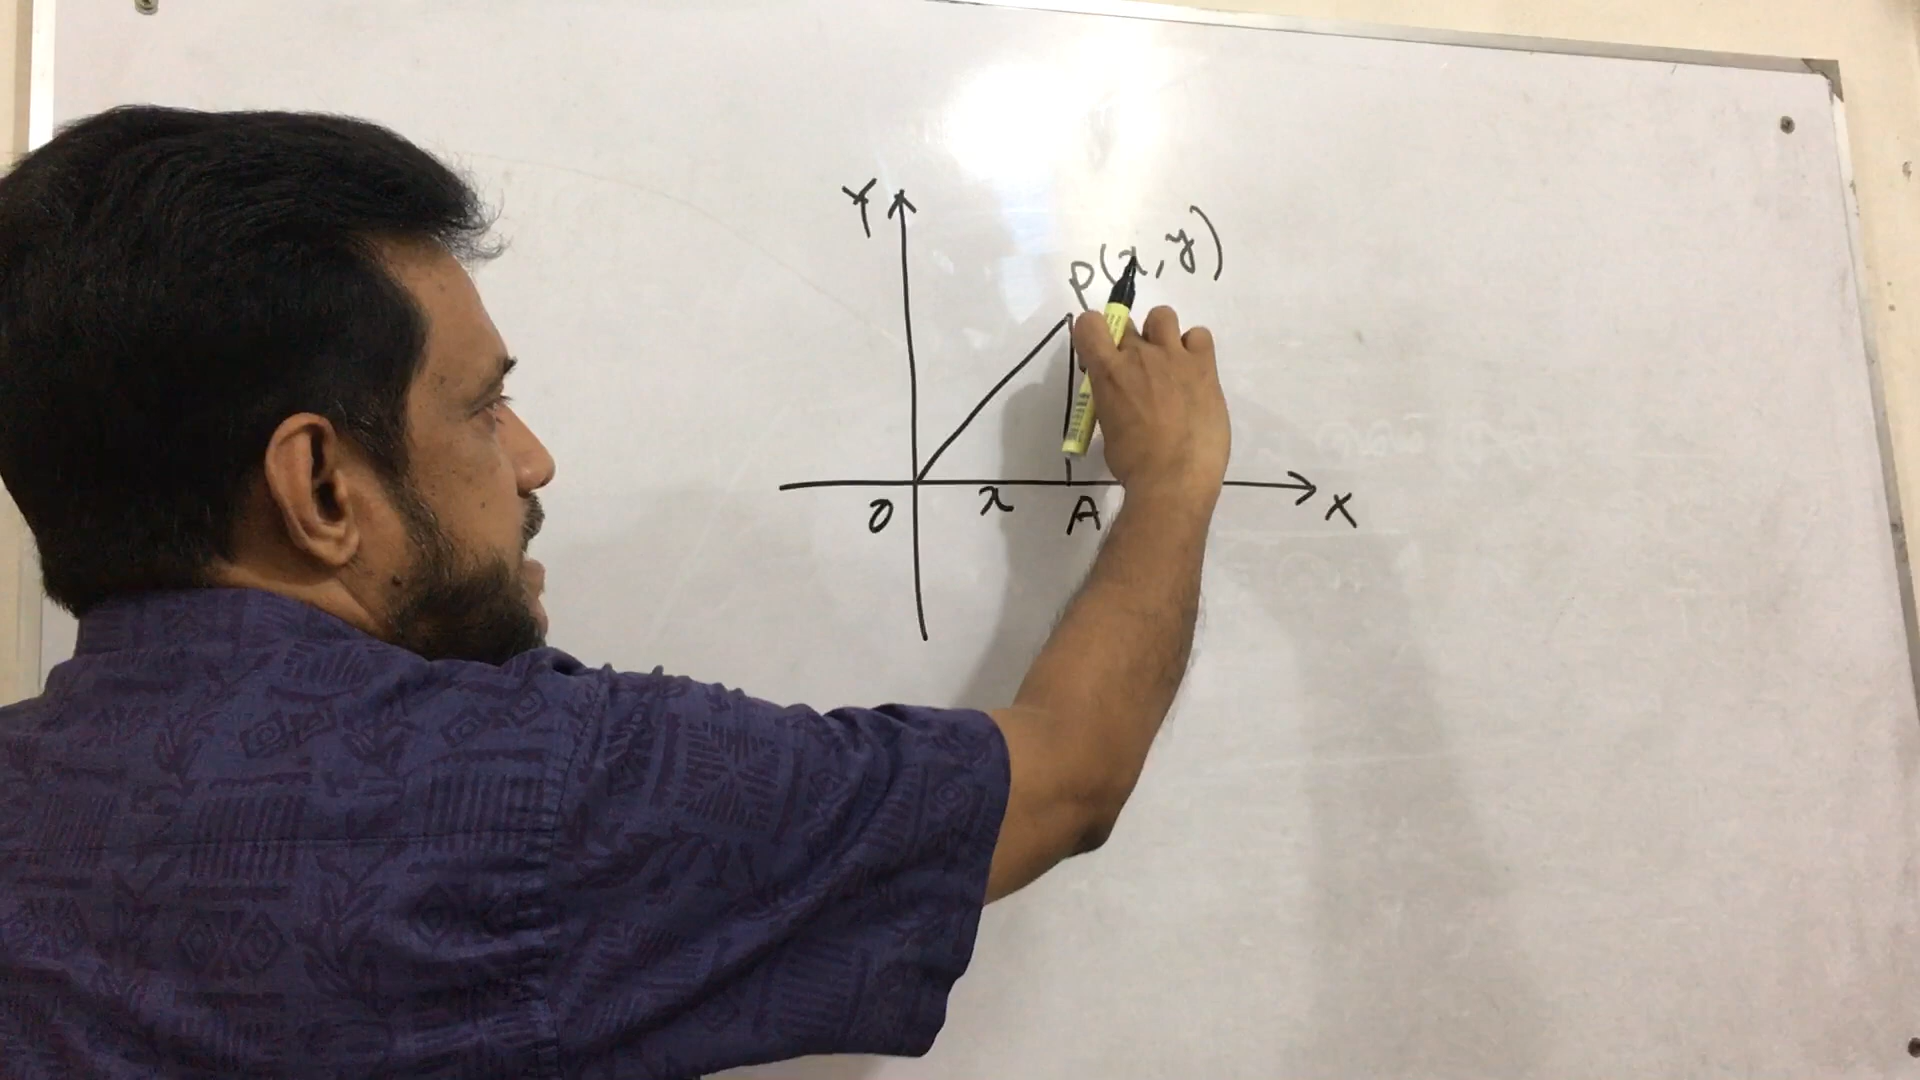 Y
P(x, y)
O x A X